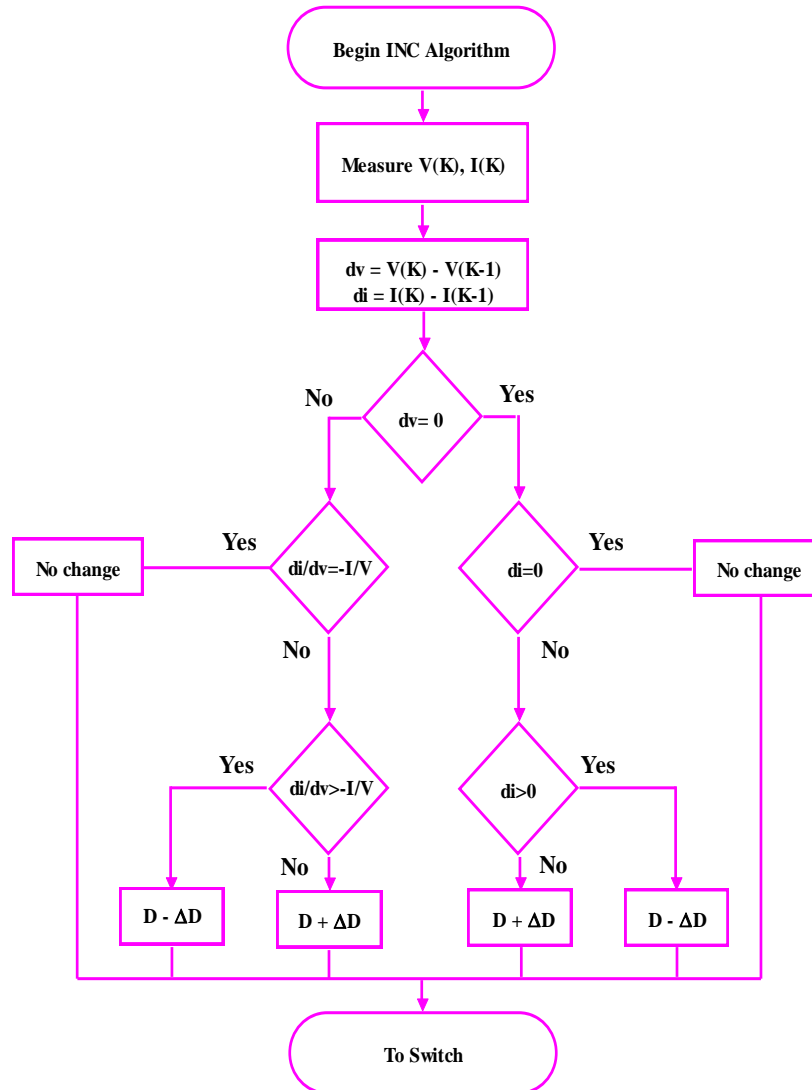 Begin INC Algorithm
Measure V(K), I(K)
dv = V(K) - V(K-1)
di = I(K) - I(K-1)
No
Yes
dv= 0
Yes
Yes
No change
di/dv=-I/V
di=0
No change
No
No
Yes
Yes
di/dv>-I/V
di>0
No
No
D - ΔD
D + ΔD
D + ΔD
D - ΔD
To Switch